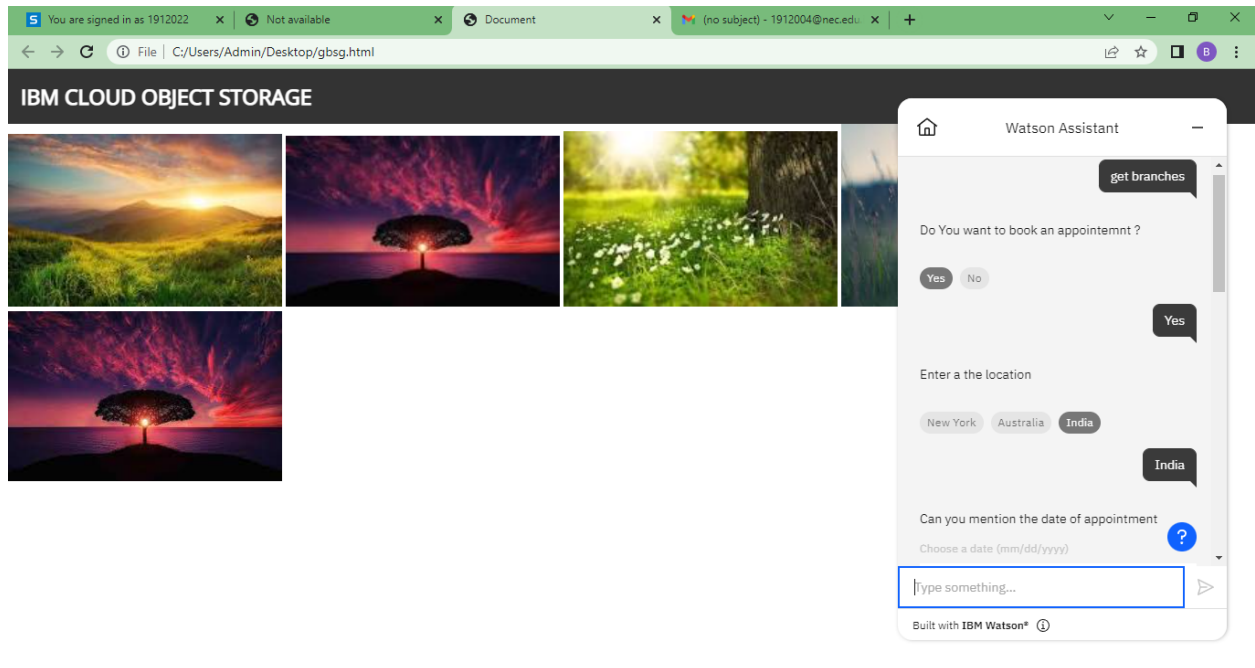 You are signed in as 1912022
Not available
Document
(no subject) - 1912004@nec.edu
File | C:/Users/Admin/Desktop/gbsg.html
B
IBM CLOUD OBJECT STORAGE
Watson Assistant
get branches
Do You want to book an appointemnt ?
Yes No
Yes
Enter a the location
New York Australia India
India
Can you mention the date of appointment
Choose a date (mm/dd/yyyy)
?
Type something...
Built with IBM Watson®